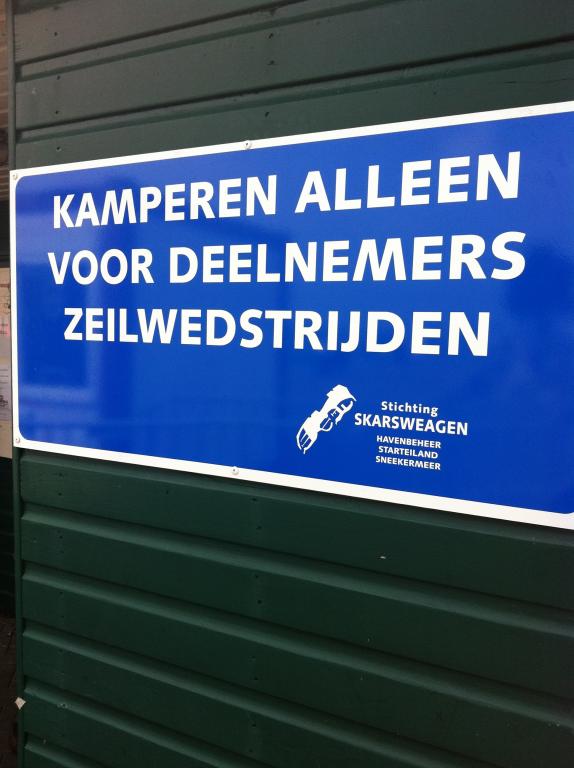 KAMPEREN ALLEEN
VOOR DEELNEMERS
ZEILWEDSTRIJDEN
Stichting
SKARSWEAGEN
HAVENBEHEER
STARTEILAND
SNEEKERMEER